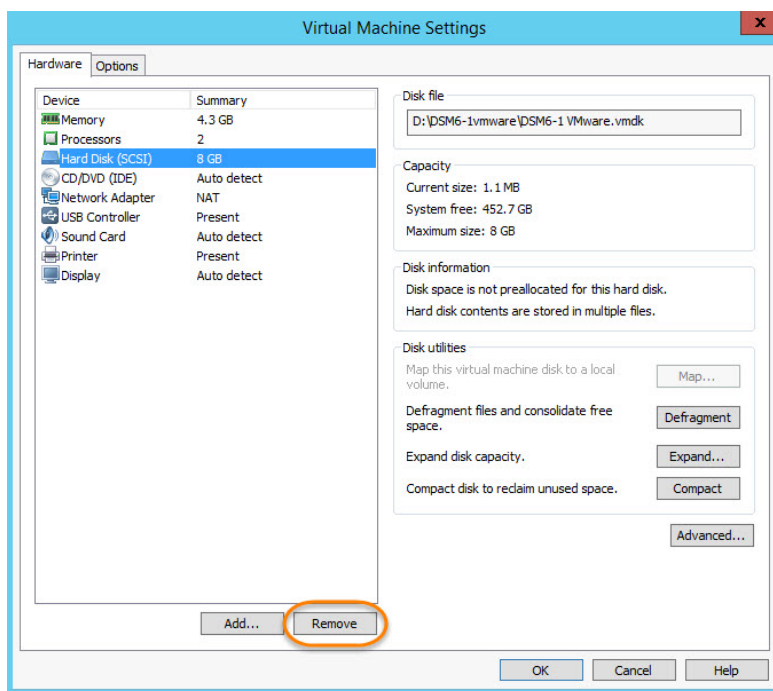 Virtual Machine Settings
x
Hardware Options
Device Summary
Memory 4.3 GB
Processors 2
Hard Disk (SCSI) 8 GB
CD/DVD (IDE) Auto detect
Network Adapter NAT
USB Controller Present
Sound Card Auto detect
Printer Present
Display Auto detect
Add... Remove
Disk file
D:\DSM6-1vmware\DSM6-1 VMware.vmdk
Capacity
Current size: 1.1 MB
System free: 452.7 GB
Maximum size: 8 GB
Disk information
Disk space is not preallocated for this hard disk.
Hard disk contents are stored in multiple files.
Disk utilities
Map this virtual machine disk to a local
volume.
Map...
Defragment files and consolidate free
space.
Defragment
Expand disk capacity.
Expand...
Compact disk to reclaim unused space.
Compact
Advanced...
OK Cancel Help